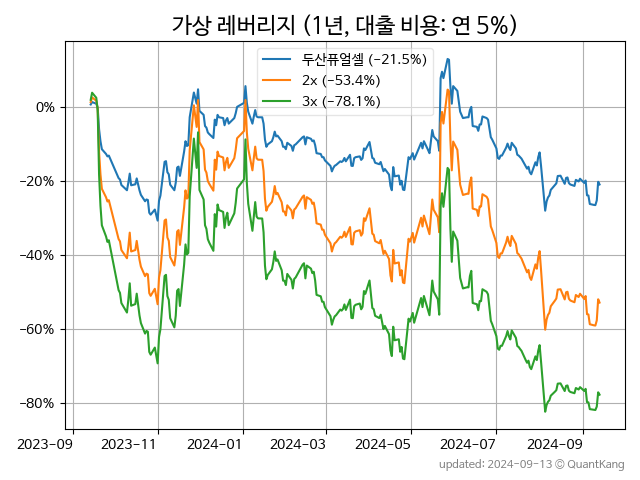 가상 레버리지 (1년, 대출 비용: 연 5%)
두산퓨얼셀 (−21.5%)
2x (−53.4%)
3x (−78.1%)
0%
−20%
−40%
−60%
−80%
2023-09 2023-11 2024-01 2024-03 2024-05 2024-07 2024-09
updated: 2024-09-13 © QuantKang